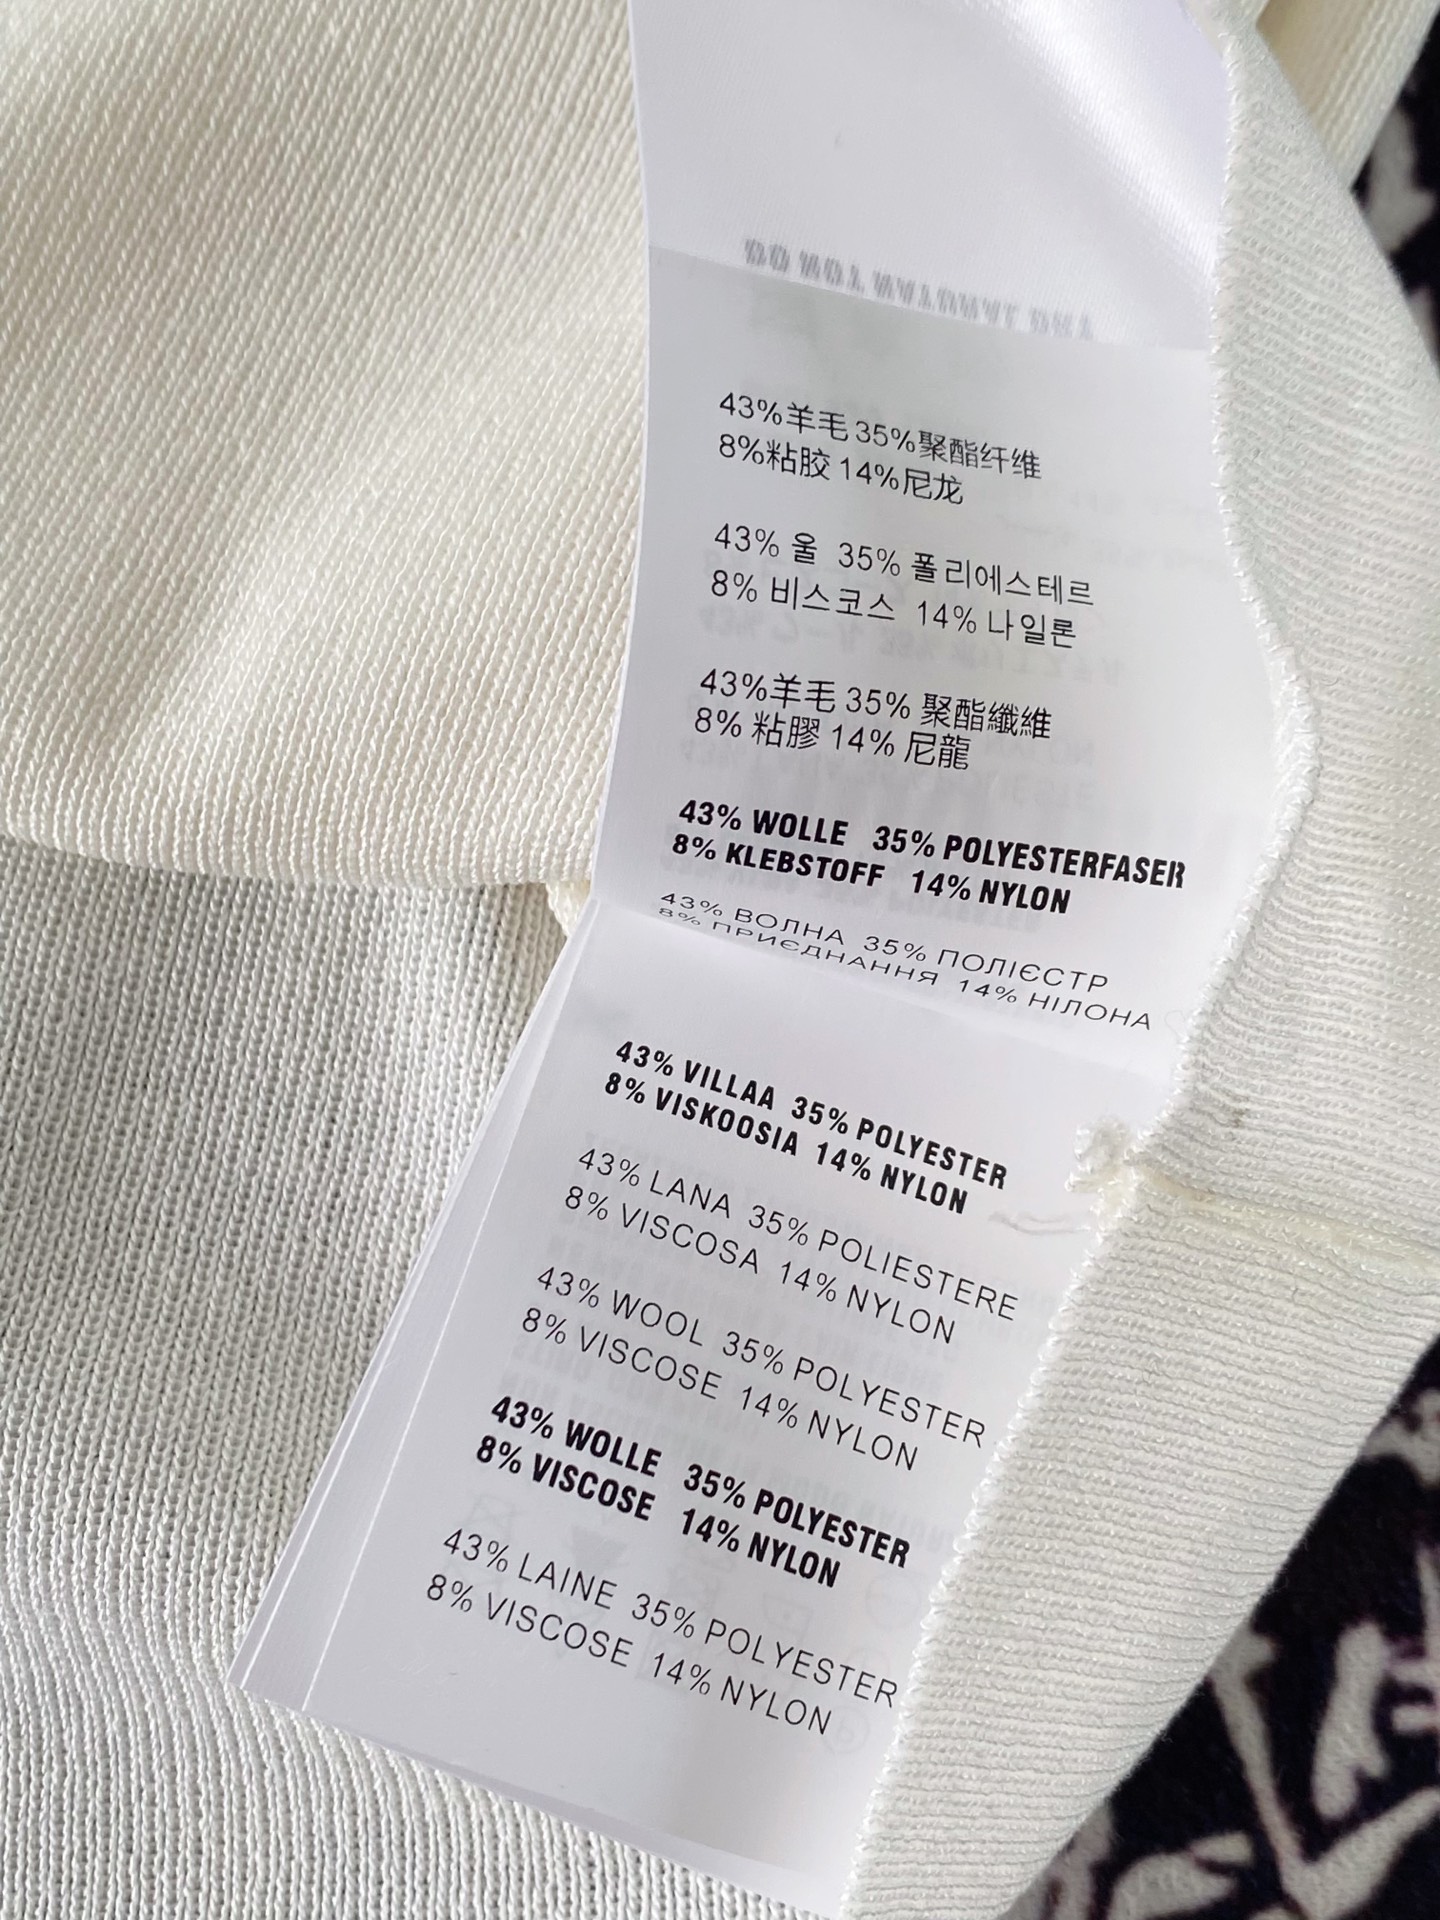 43%羊毛 35%聚酯纤维
8%粘胶 14%尼龙
43% 울 35% 폴리에스테르
8% 비스코스 14% 나일론
43%羊毛 35% 聚酯纖維
8% 粘膠 14% 尼龍
43% WOLLE 35% POLYESTERFASER
8% KLEBSTOFF 14% NYLON
43% ВОЛНА 35% ПОЛІЄСТР
8% ПРИЄДНАННЯ 14% НІЛОНА
43% VILLAA 35% POLYESTER
8% VISKOOSIA 14% NYLON
43% LANA 35% POLIESTERE
8% VISCOSA 14% NYLON
43% WOOL 35% POLYESTER
8% VISCOSE 14% NYLON
43% WOLLE 35% POLYESTER
8% VISCOSE 14% NYLON
43% LAINE 35% POLYESTER
8% VISCOSE 14% NYLON